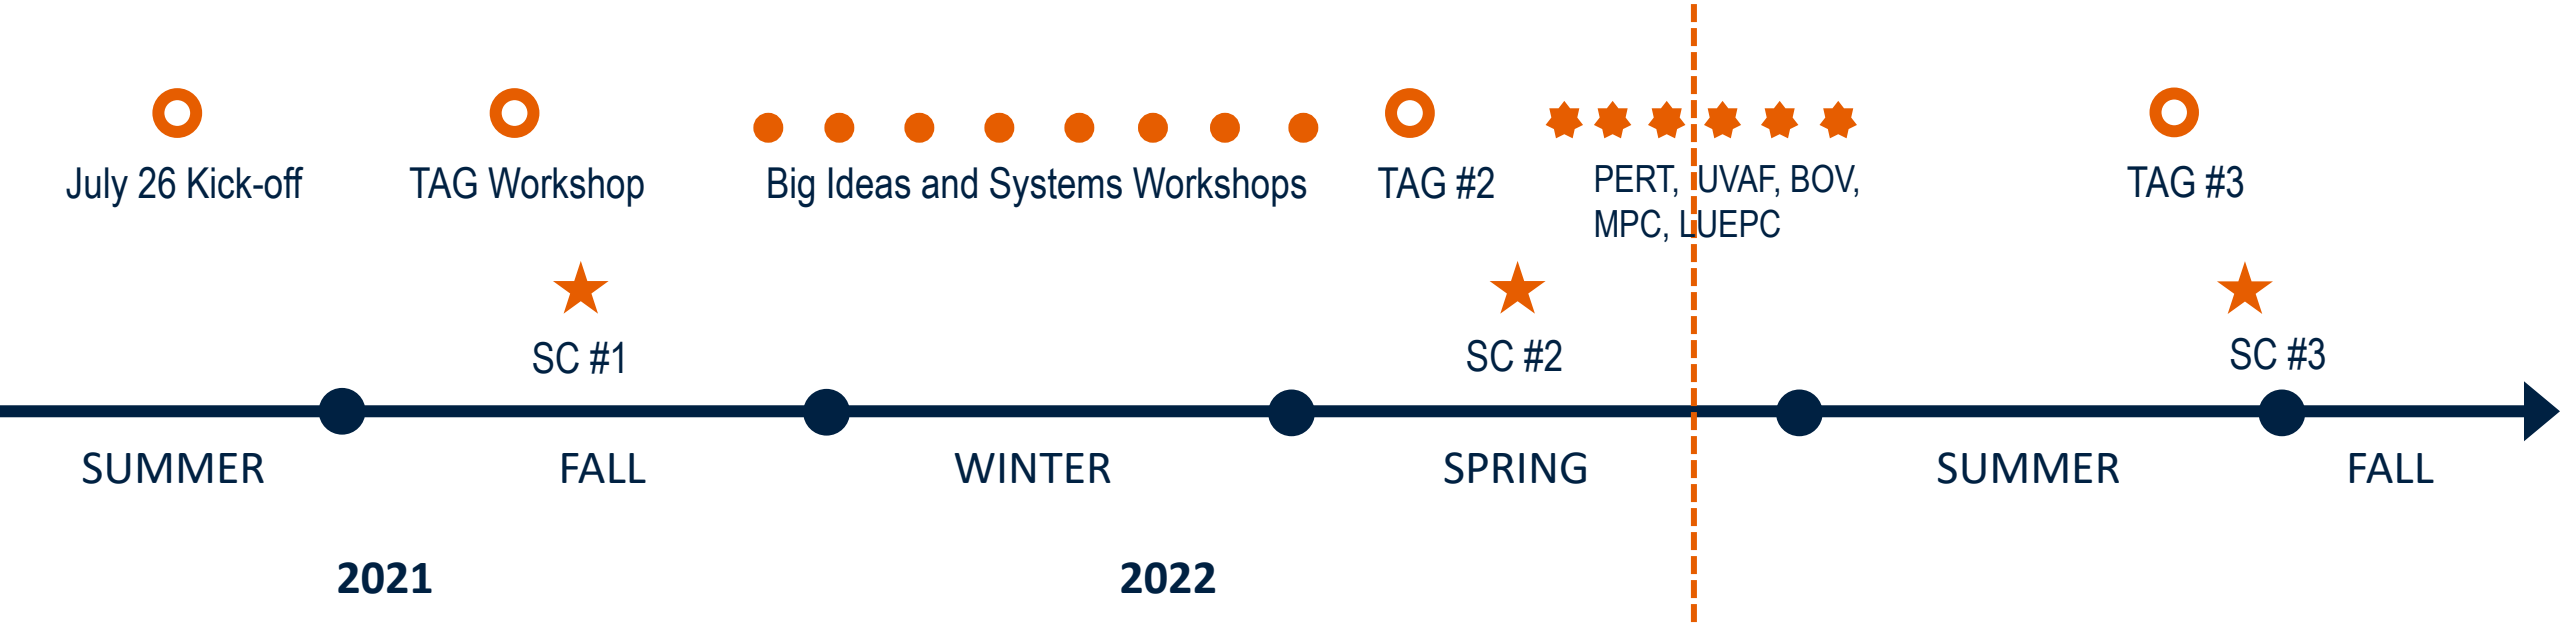 July 26 Kick-off
TAG Workshop
Big Ideas and Systems Workshops
TAG #2
PERT, UVAF, BOV,
MPC, LUEPC
TAG #3
SC #1
SC #2
SC #3
SUMMER
FALL
WINTER
SPRING
SUMMER
FALL
2021
2022